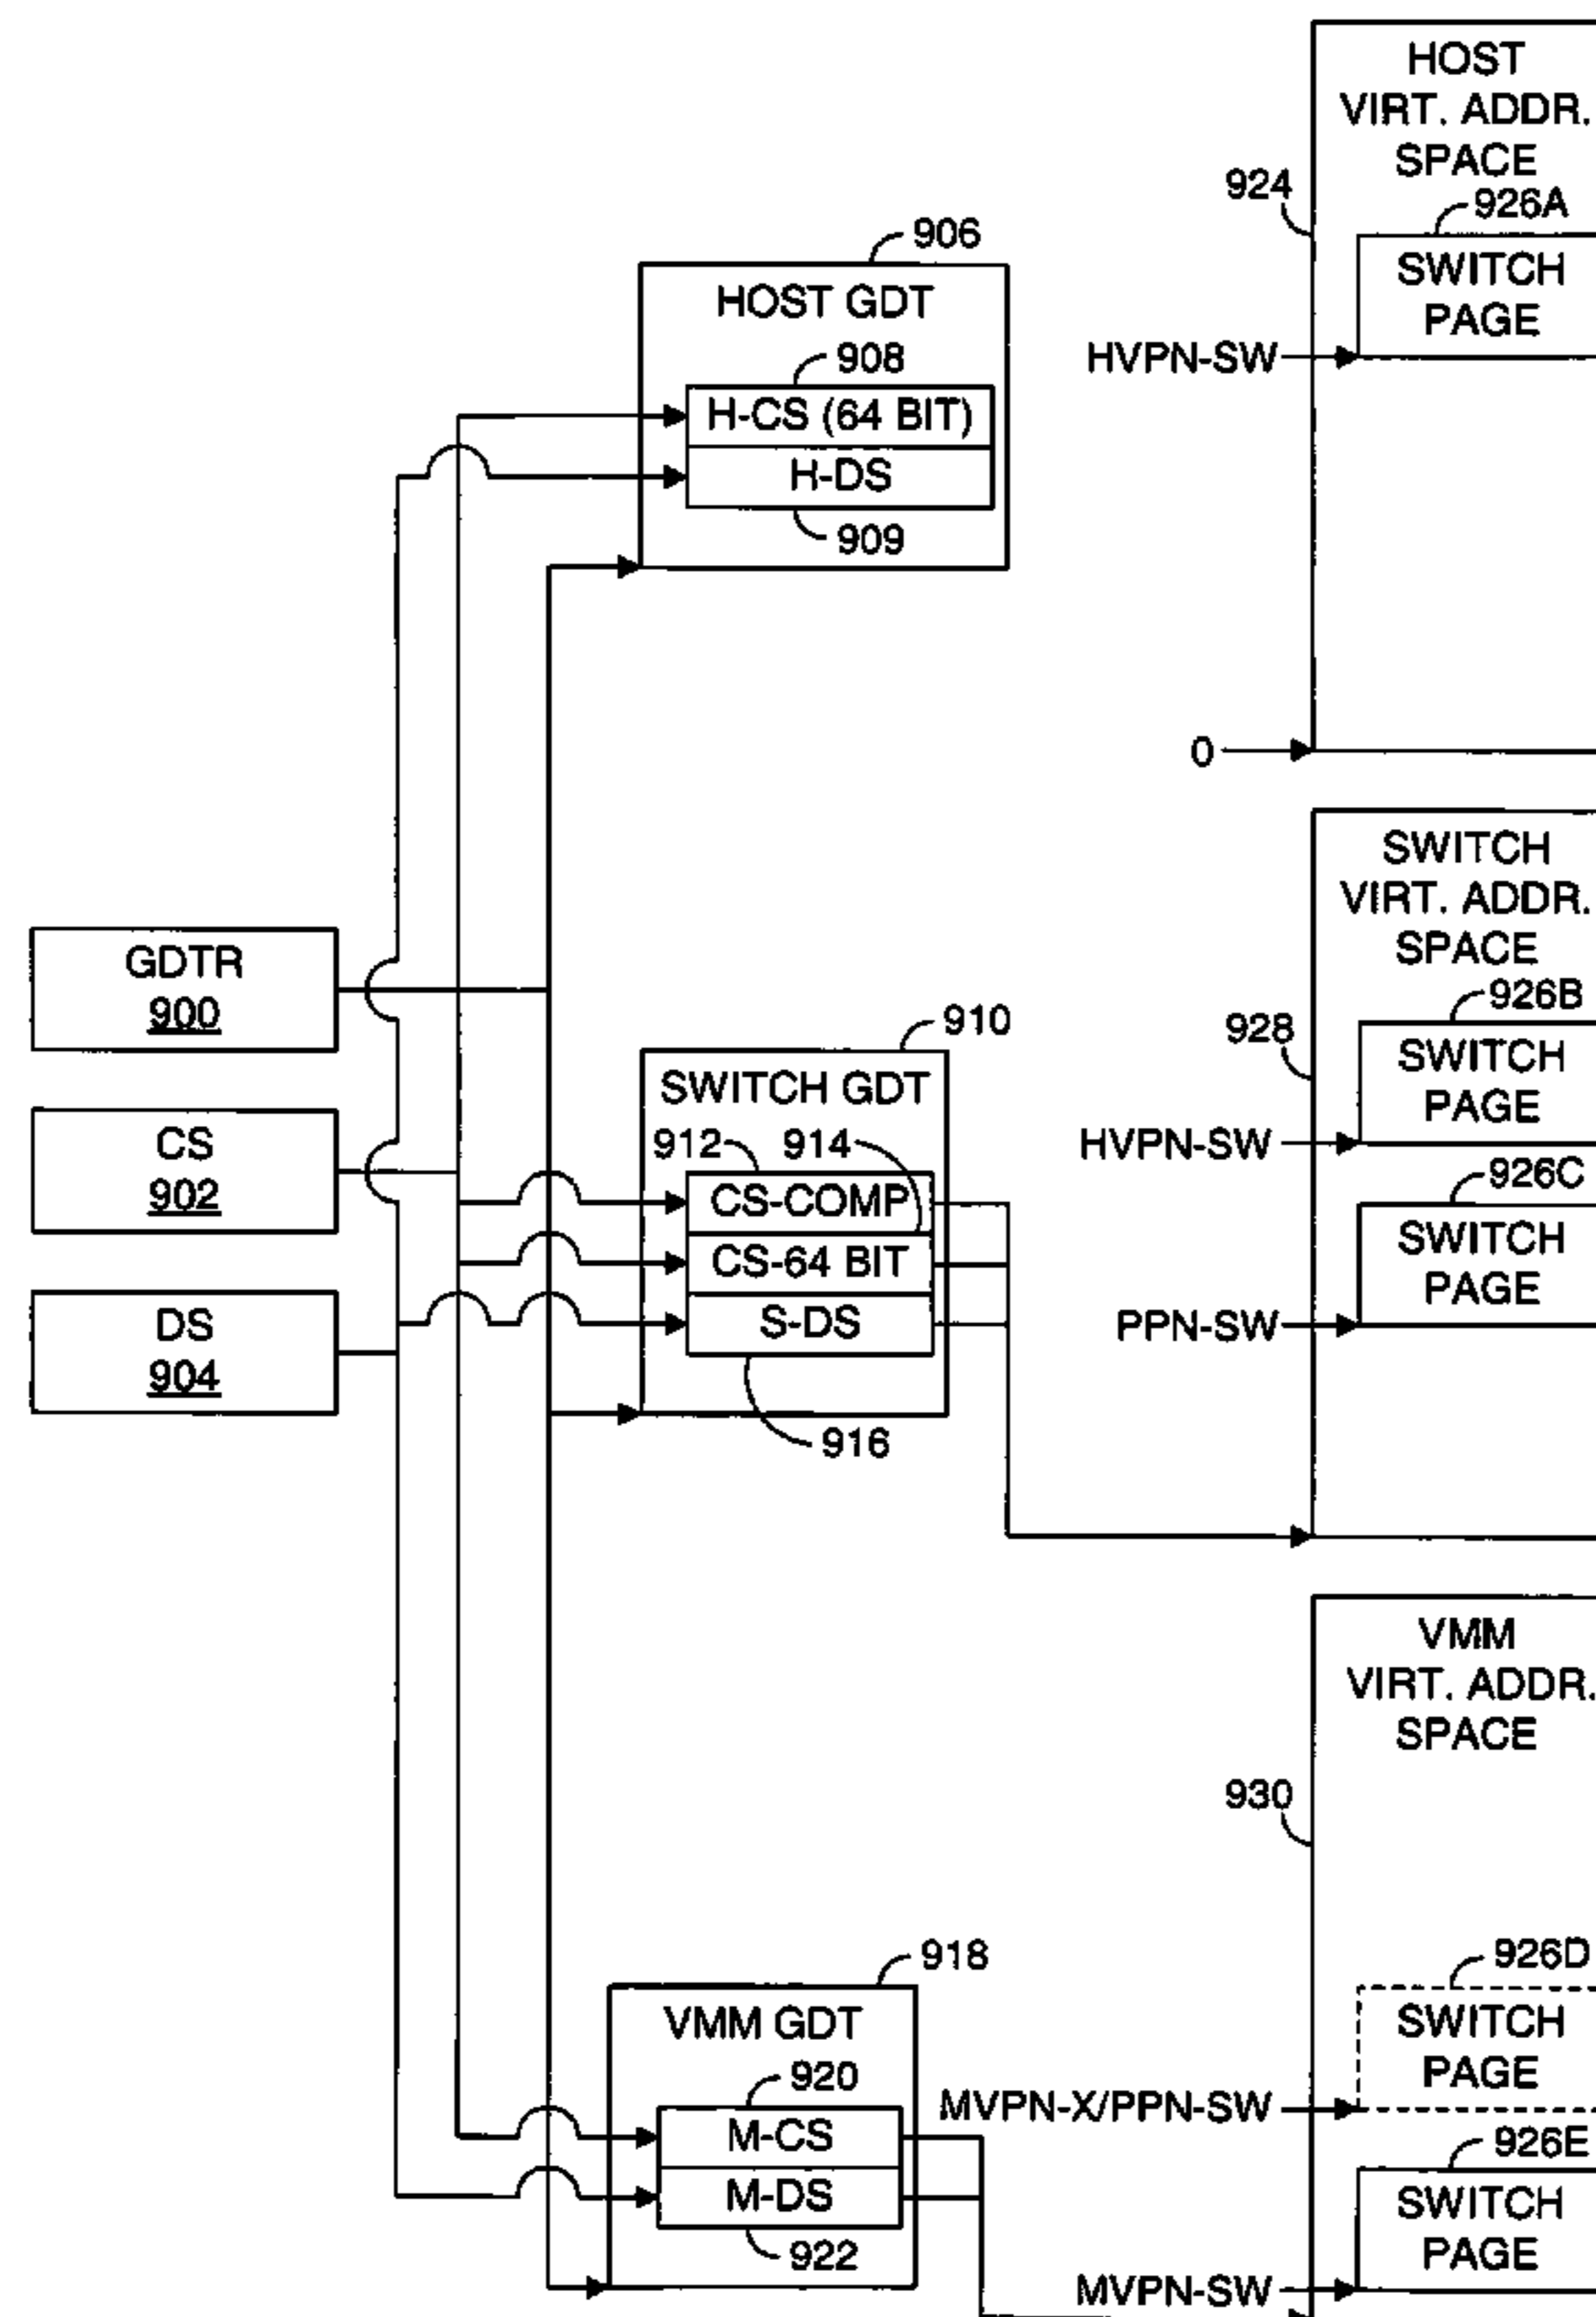 HOST
VIRT. ADDR.
SPACE
924
926A
SWITCH
PAGE
HVPN-SW
0
906
HOST GDT
908
H-CS (64 BIT)
H-DS
909
GDTR
900
CS
902
DS
904
910
SWITCH GDT
912
914
CS-COMP
CS-64 BIT
S-DS
916
SWITCH
VIRT. ADDR.
SPACE
928
926B
SWITCH
PAGE
HVPN-SW
926C
SWITCH
PAGE
PPN-SW
VMM
VIRT. ADDR.
SPACE
930
918
VMM GDT
920
M-CS
M-DS
922
926D
SWITCH
PAGE
MVPN-X/PPN-SW
926E
SWITCH
PAGE
MVPN-SW